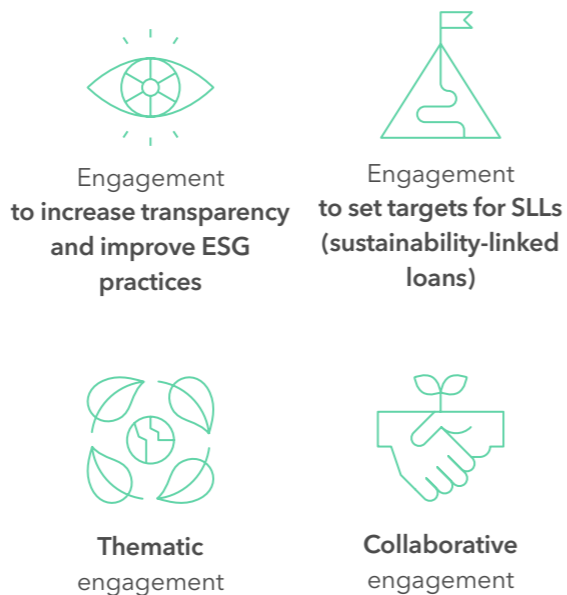 Engagement
to increase transparency
and improve ESG
practices
Engagement
to set targets for SLLs
(sustainability-linked
loans)
Thematic
engagement
Collaborative
engagement